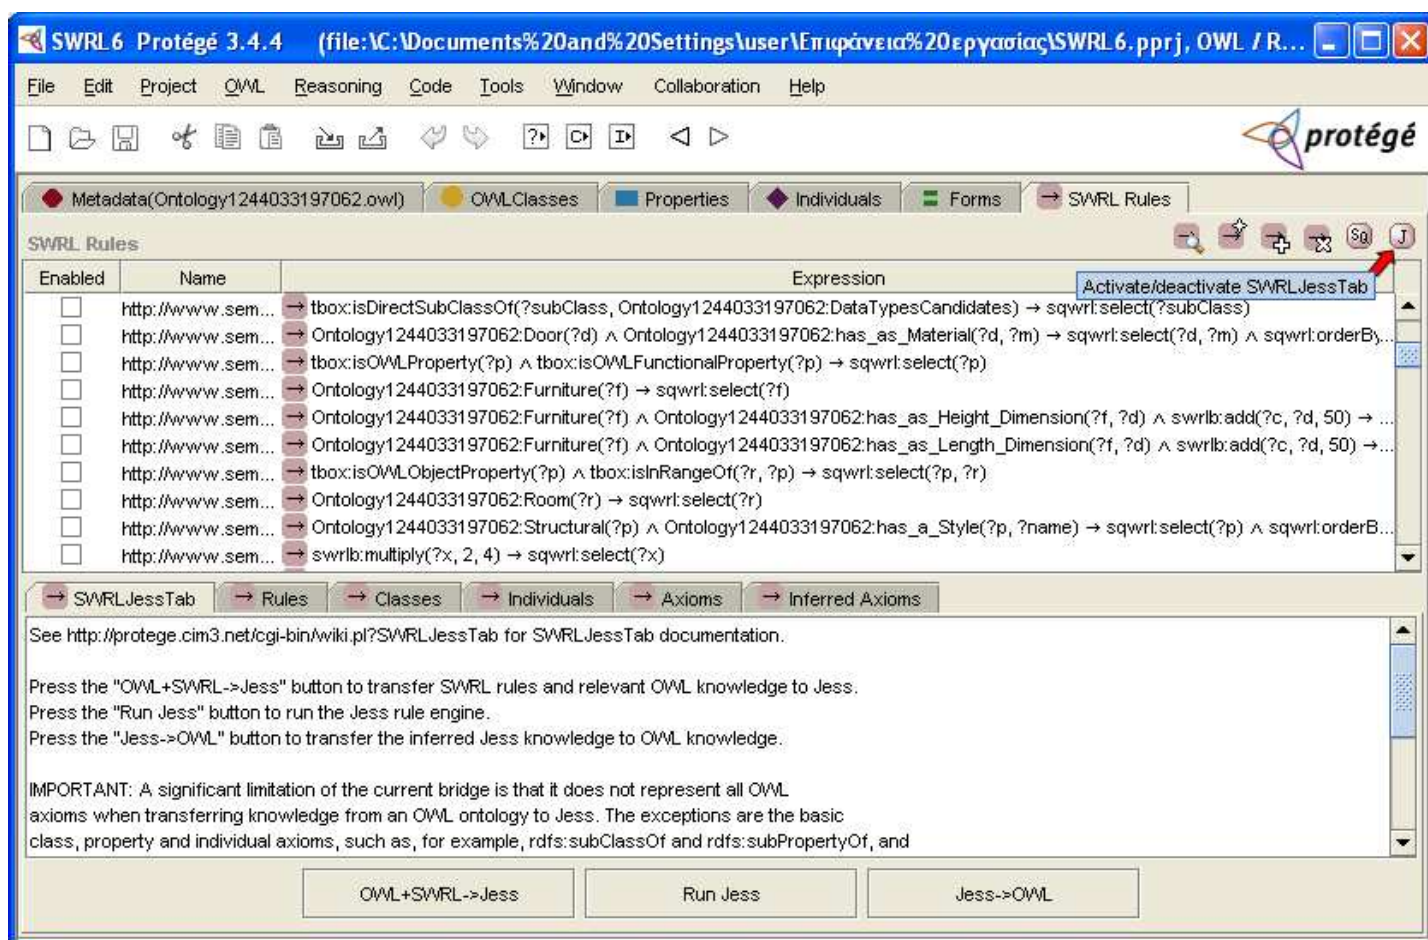 SWRL6 Protégé 3.4.4 (file:\C:\Documents%20and%20Settings\user\Επιφάνεια%20εργασίας\SWRL6.pprj, OWL / R...
File Edit Project OWL Reasoning Code Tools Window Collaboration Help
protégé
Metadata(Ontology1244033197062.owl) OWLClasses Properties Individuals Forms SWRL Rules
SWRL Rules
Enabled Name Expression
Activate/deactivate SWRLJessTab
http://www.sem... tbox:isDirectSubClassOf(?subClass, Ontology1244033197062:DataTypesCandidates) → sqwrl:select(?subClass)
http://www.sem... Ontology1244033197062:Door(?d) ∧ Ontology1244033197062:has_as_Material(?d, ?m) → sqwrl:select(?d, ?m) ∧ sqwrl:orderBy...
http://www.sem... tbox:isOWLProperty(?p) ∧ tbox:isOWLFunctionalProperty(?p) → sqwrl:select(?p)
http://www.sem... Ontology1244033197062:Furniture(?f) → sqwrl:select(?f)
http://www.sem... Ontology1244033197062:Furniture(?f) ∧ Ontology1244033197062:has_as_Height_Dimension(?f, ?d) ∧ swrlb:add(?c, ?d, 50) → ...
http://www.sem... Ontology1244033197062:Furniture(?f) ∧ Ontology1244033197062:has_as_Length_Dimension(?f, ?d) ∧ swrlb:add(?c, ?d, 50) →...
http://www.sem... tbox:isOWLObjectProperty(?p) ∧ tbox:isInRangeOf(?r, ?p) → sqwrl:select(?p, ?r)
http://www.sem... Ontology1244033197062:Room(?r) → sqwrl:select(?r)
http://www.sem... Ontology1244033197062:Structural(?p) ∧ Ontology1244033197062:has_a_Style(?p, ?name) → sqwrl:select(?p) ∧ sqwrl:orderB...
http://www.sem... swrlb:multiply(?x, 2, 4) → sqwrl:select(?x)
SWRLJessTab Rules Classes Individuals Axioms Inferred Axioms
See http://protege.cim3.net/cgi-bin/wiki.pl?SWRLJessTab for SWRLJessTab documentation.
Press the "OWL+SWRL->Jess" button to transfer SWRL rules and relevant OWL knowledge to Jess.
Press the "Run Jess" button to run the Jess rule engine.
Press the "Jess->OWL" button to transfer the inferred Jess knowledge to OWL knowledge.
IMPORTANT: A significant limitation of the current bridge is that it does not represent all OWL
axioms when transferring knowledge from an OWL ontology to Jess. The exceptions are the basic
class, property and individual axioms, such as, for example, rdfs:subClassOf and rdfs:subPropertyOf, and
OWL+SWRL->Jess Run Jess Jess->OWL